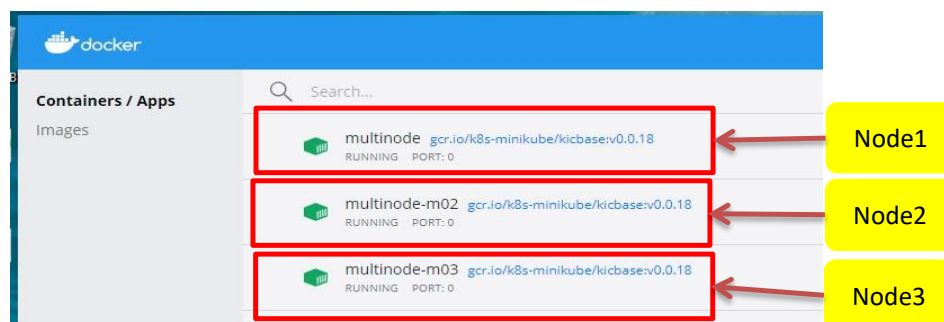 docker
B
Containers / Apps
Images
Search...
multinode gcr.io/k8s-minikube/kicbase:v0.0.18
RUNNING PORT: 0
Node1
multinode-m02 gcr.io/k8s-minikube/kicbase:v0.0.18
RUNNING PORT: 0
Node2
multinode-m03 gcr.io/k8s-minikube/kicbase:v0.0.18
RUNNING PORT: 0
Node3